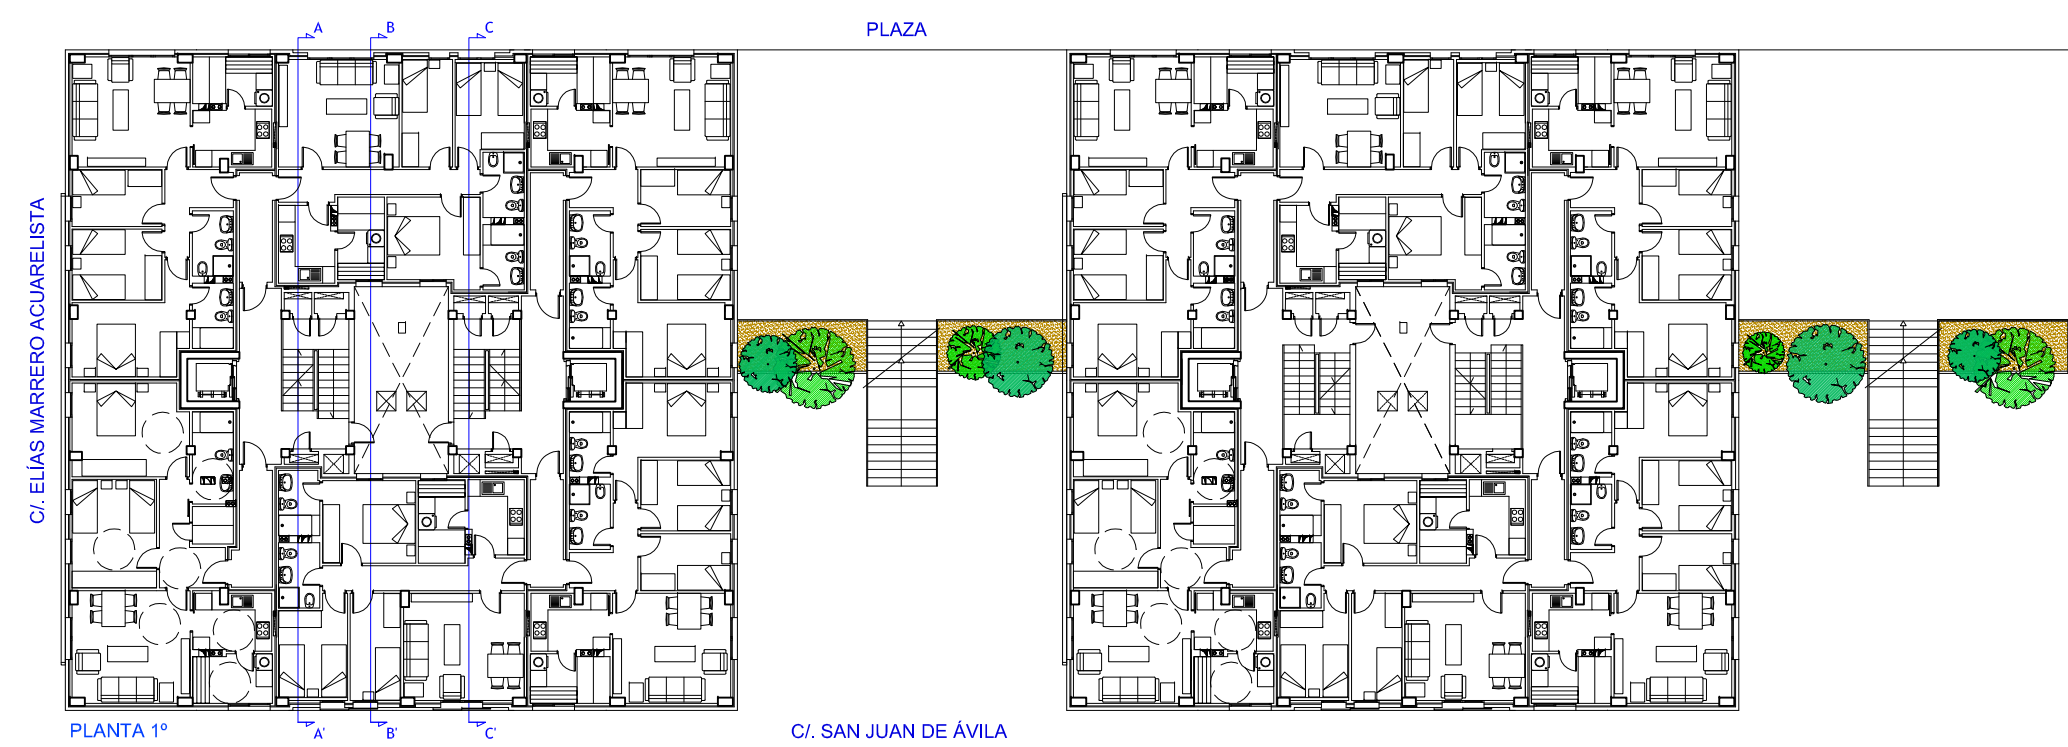 A B C
PLAZA
C/. ELÍAS MARRERO ACUARELISTA
PLANTA 1º
A' B' C'
C/. SAN JUAN DE ÁVILA